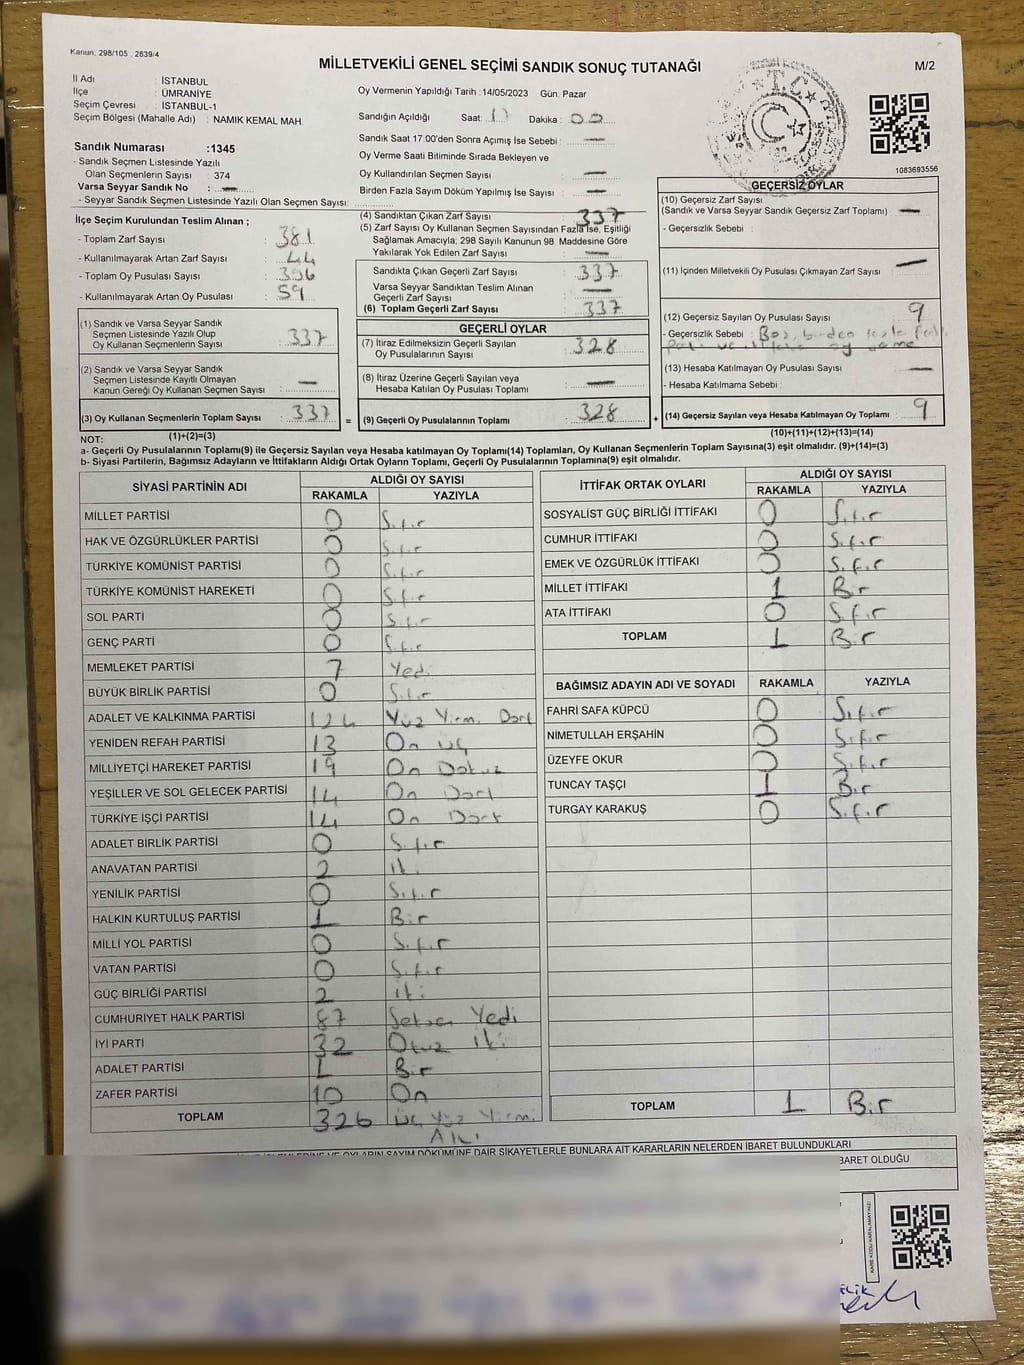 Kanun: 298/105 , 2839/4
MİLLETVEKİLİ GENEL SEÇİMİ SANDIK SONUÇ TUTANAĞI
M/2
İl Adı : İSTANBUL
İlçe : ÜMRANİYE
Seçim Çevresi : İSTANBUL-1
Seçim Bölgesi (Mahalle Adı) : NAMIK KEMAL MAH.
Oy Vermenin Yapıldığı Tarih :14/05/2023 Gün: Pazar
Sandığın Açıldığı Saat: 17 Dakika : 00
Sandık Saat 17:00'den Sonra Açımış İse Sebebi : —
Oy Verme Saati Bitiminde Sırada Bekleyen ve
Oy Kullandırılan Seçmen Sayısı : —
Birden Fazla Sayım Döküm Yapılmış İse Sayısı : —
T.C.
1083693556
Sandık Numarası :1345
- Sandık Seçmen Listesinde Yazılı
Olan Seçmenlerin Sayısı : 374
Varsa Seyyar Sandık No : —
- Seyyar Sandık Seçmen Listesinde Yazılı Olan Seçmen Sayısı:
İlçe Seçim Kurulundan Teslim Alınan ;
- Toplam Zarf Sayısı : 381
- Kullanılmayarak Artan Zarf Sayısı : 44
- Toplam Oy Pusulası Sayısı : 396
- Kullanılmayarak Artan Oy Pusulası : 59
(1) Sandık ve Varsa Seyyar Sandık
Seçmen Listesinde Yazılı Olup
Oy Kullanan Seçmenlerin Sayısı : 337
(2) Sandık ve Varsa Seyyar Sandık
Seçmen Listesinde Kayıtlı Olmayan
Kanun Gereği Oy Kullanan Seçmen Sayısı : —
(3) Oy Kullanan Seçmenlerin Toplam Sayısı : 337 =
(1)+(2)=(3)
(4) Sandıktan Çıkan Zarf Sayısı : 337
(5) Zarf Sayısı Oy Kullanan Seçmen Sayısından Fazla İse, Eşitliği
Sağlamak Amacıyla; 298 Sayılı Kanunun 98. Maddesine Göre
Yakılarak Yok Edilen Zarf Sayısı : —
Sandıkta Çıkan Geçerli Zarf Sayısı : 337
Varsa Seyyar Sandıktan Teslim Alınan
Geçerli Zarf Sayısı : —
(6) Toplam Geçerli Zarf Sayısı : 337
GEÇERLİ OYLAR
(7) İtiraz Edilmeksizin Geçerli Sayılan
Oy Pusulalarının Sayısı : 328
(8) İtiraz Üzerine Geçerli Sayılan veya
Hesaba Katılan Oy Pusulası Toplamı : —
(9) Geçerli Oy Pusulalarının Toplamı : 328 +
GEÇERSİZ OYLAR
(10) Geçersiz Zarf Sayısı
(Sandık ve Varsa Seyyar Sandık Geçersiz Zarf Toplamı) : —
- Geçersizlik Sebebi :
(11) İçinden Milletvekili Oy Pusulası Çıkmayan Zarf Sayısı : —
(12) Geçersiz Sayılan Oy Pusulası Sayısı : 9
- Geçersizlik Sebebi : Boş, birden fazla
(13) Hesaba Katılmayan Oy Pusulası Sayısı : —
- Hesaba Katılmama Sebebi :
(14) Geçersiz Sayılan veya Hesaba Katılmayan Oy Toplamı : 9
(10)+(11)+(12)+(13)=(14)
NOT:
a- Geçerli Oy Pusulalarının Toplamı(9) ile Geçersiz Sayılan veya Hesaba katılmayan Oy Toplamı(14) Toplamları, Oy Kullanan Seçmenlerin Toplam Sayısına(3) eşit olmalıdır. (9)+(14)=(3)
b- Siyasi Partilerin, Bağımsız Adayların ve İttifakların Aldığı Ortak Oyların Toplamı, Geçerli Oy Pusulalarının Toplamına(9) eşit olmalıdır.
SİYASİ PARTİNİN ADI ALDIĞI OY SAYISI
RAKAMLA YAZIYLA
MİLLET PARTİSİ 0 Sıfır
HAK VE ÖZGÜRLÜKLER PARTİSİ 0 Sıfır
TÜRKİYE KOMÜNİST PARTİSİ 0 Sıfır
TÜRKİYE KOMÜNİST HAREKETİ 0 Sıfır
SOL PARTİ 0 Sıfır
GENÇ PARTİ 0 Sıfır
MEMLEKET PARTİSİ 7 Yedi
BÜYÜK BİRLİK PARTİSİ 0 Sıfır
ADALET VE KALKINMA PARTİSİ 124 Yüz Yirmi Dört
YENİDEN REFAH PARTİSİ 13 On üç
MİLLİYETÇİ HAREKET PARTİSİ 19 On Dokuz
YEŞİLLER VE SOL GELECEK PARTİSİ 14 On Dört
TÜRKİYE İŞÇİ PARTİSİ 14 On Dört
ADALET BİRLİK PARTİSİ 0 Sıfır
ANAVATAN PARTİSİ 2 iki
YENİLİK PARTİSİ 0 Sıfır
HALKIN KURTULUŞ PARTİSİ 1 Bir
MİLLİ YOL PARTİSİ 0 Sıfır
VATAN PARTİSİ 0 Sıfır
GÜÇ BİRLİĞİ PARTİSİ 2 iki
CUMHURİYET HALK PARTİSİ 87 Seksen Yedi
İYİ PARTİ 32 Otuz iki
ADALET PARTİSİ 1 Bir
ZAFER PARTİSİ 10 On
TOPLAM 326 üç Yüz Yirmi
Altı
İTTİFAK ORTAK OYLARI ALDIĞI OY SAYISI
RAKAMLA YAZIYLA
SOSYALİST GÜÇ BİRLİĞİ İTTİFAKI 0 Sıfır
CUMHUR İTTİFAKI 0 Sıfır
EMEK VE ÖZGÜRLÜK İTTİFAKI 0 Sıfır
MİLLET İTTİFAKI 1 Bir
ATA İTTİFAKI 0 Sıfır
TOPLAM 1 Bir
BAĞIMSIZ ADAYIN ADI VE SOYADI RAKAMLA YAZIYLA
FAHRİ SAFA KÜPCÜ 0 Sıfır
NİMETULLAH ERŞAHİN 0 Sıfır
ÜZEYFE OKUR 0 Sıfır
TUNCAY TAŞÇI 1 Bir
TURGAY KARAKUŞ 0 Sıfır
TOPLAM 1 Bir
OYLARIN SAYIM DÖKÜMÜNE DAİR ŞİKAYETLERLE BUNLARA AİT KARARLARIN NELERDEN İBARET BULUNDUKLARI
BARET OLDUĞU
KARE KODU KARALAMAYINIZ